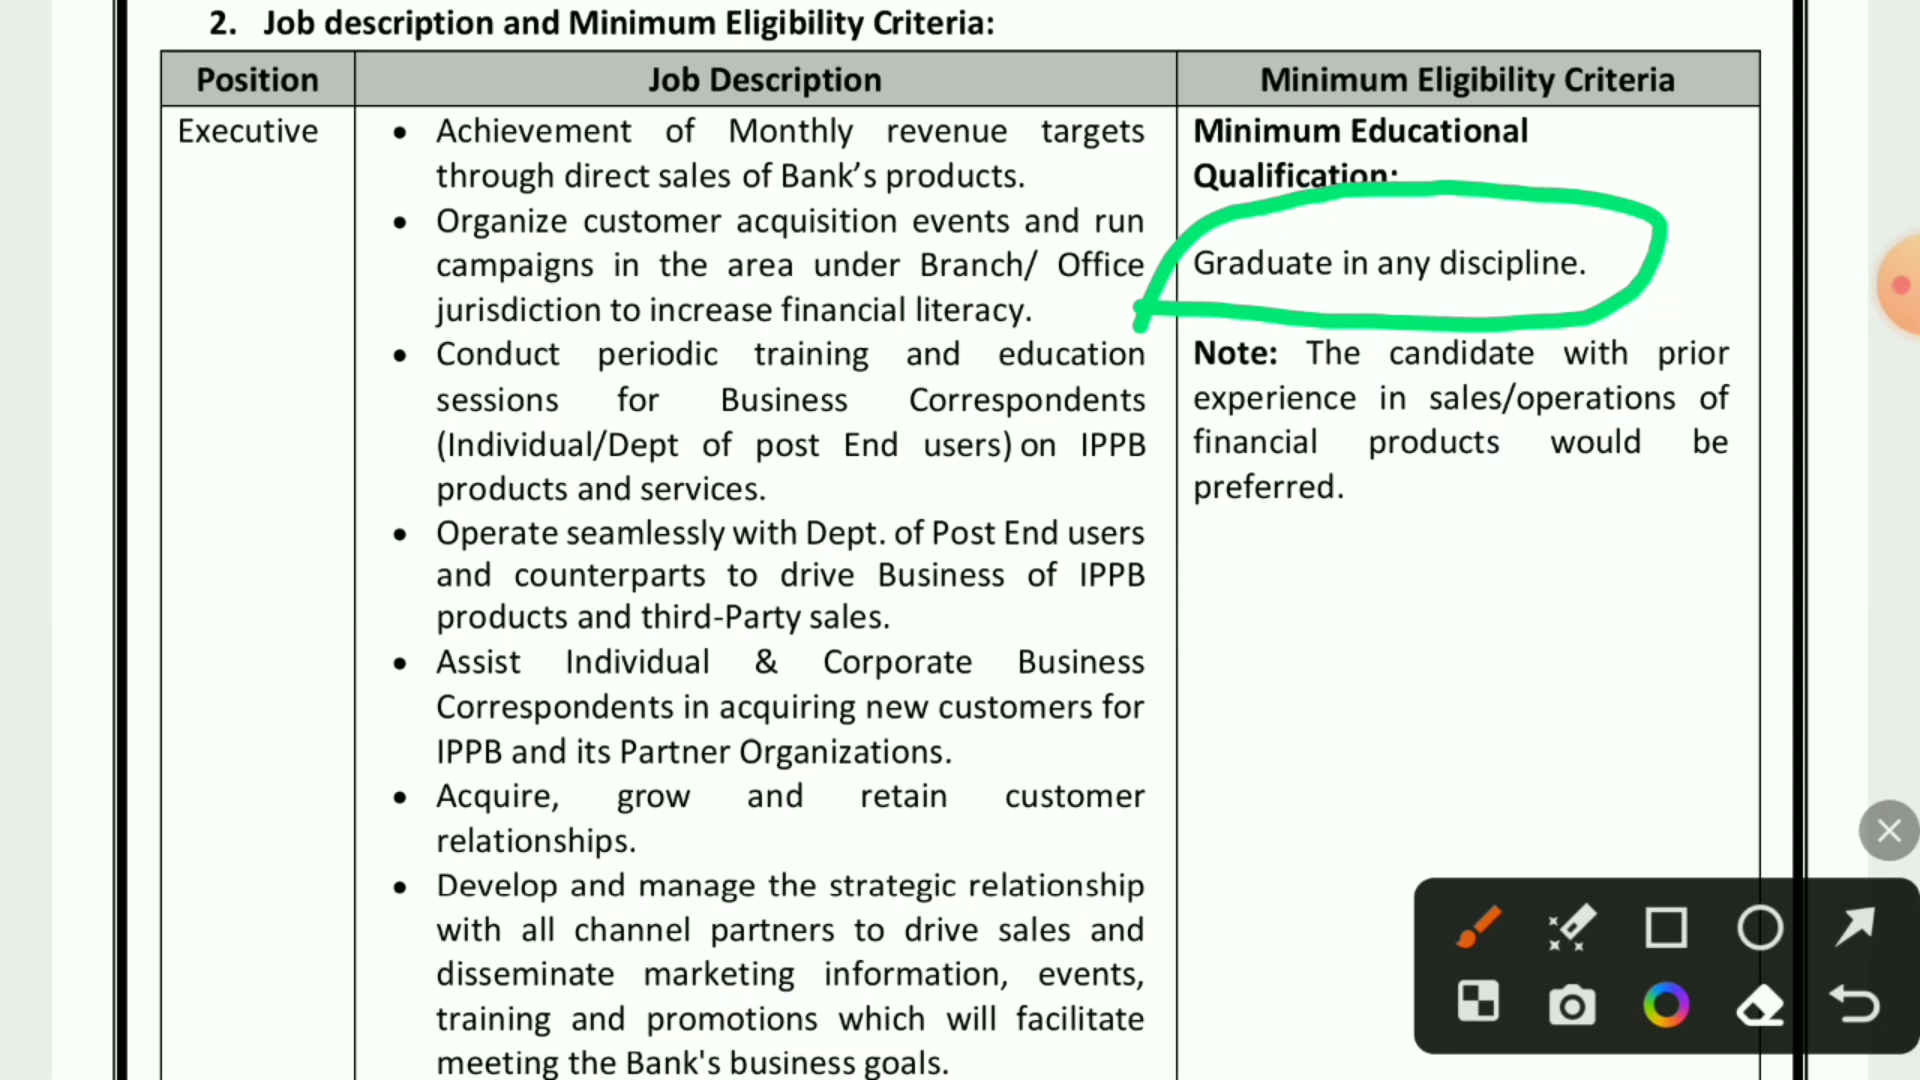 2. Job description and Minimum Eligibility Criteria:
Position
Job Description
Minimum Eligibility Criteria
Executive
• Achievement of Monthly revenue targets
through direct sales of Bank’s products.
• Organize customer acquisition events and run
campaigns in the area under Branch/ Office
jurisdiction to increase financial literacy.
• Conduct periodic training and education
sessions for Business Correspondents
(Individual/Dept of post End users) on IPPB
products and services.
• Operate seamlessly with Dept. of Post End users
and counterparts to drive Business of IPPB
products and third-Party sales.
• Assist Individual & Corporate Business
Correspondents in acquiring new customers for
IPPB and its Partner Organizations.
• Acquire, grow and retain customer
relationships.
• Develop and manage the strategic relationship
with all channel partners to drive sales and
disseminate marketing information, events,
training and promotions which will facilitate
meeting the Bank's business goals.
Minimum Educational
Qualification:
Graduate in any discipline.
Note: The candidate with prior
experience in sales/operations of
financial products would be
preferred.